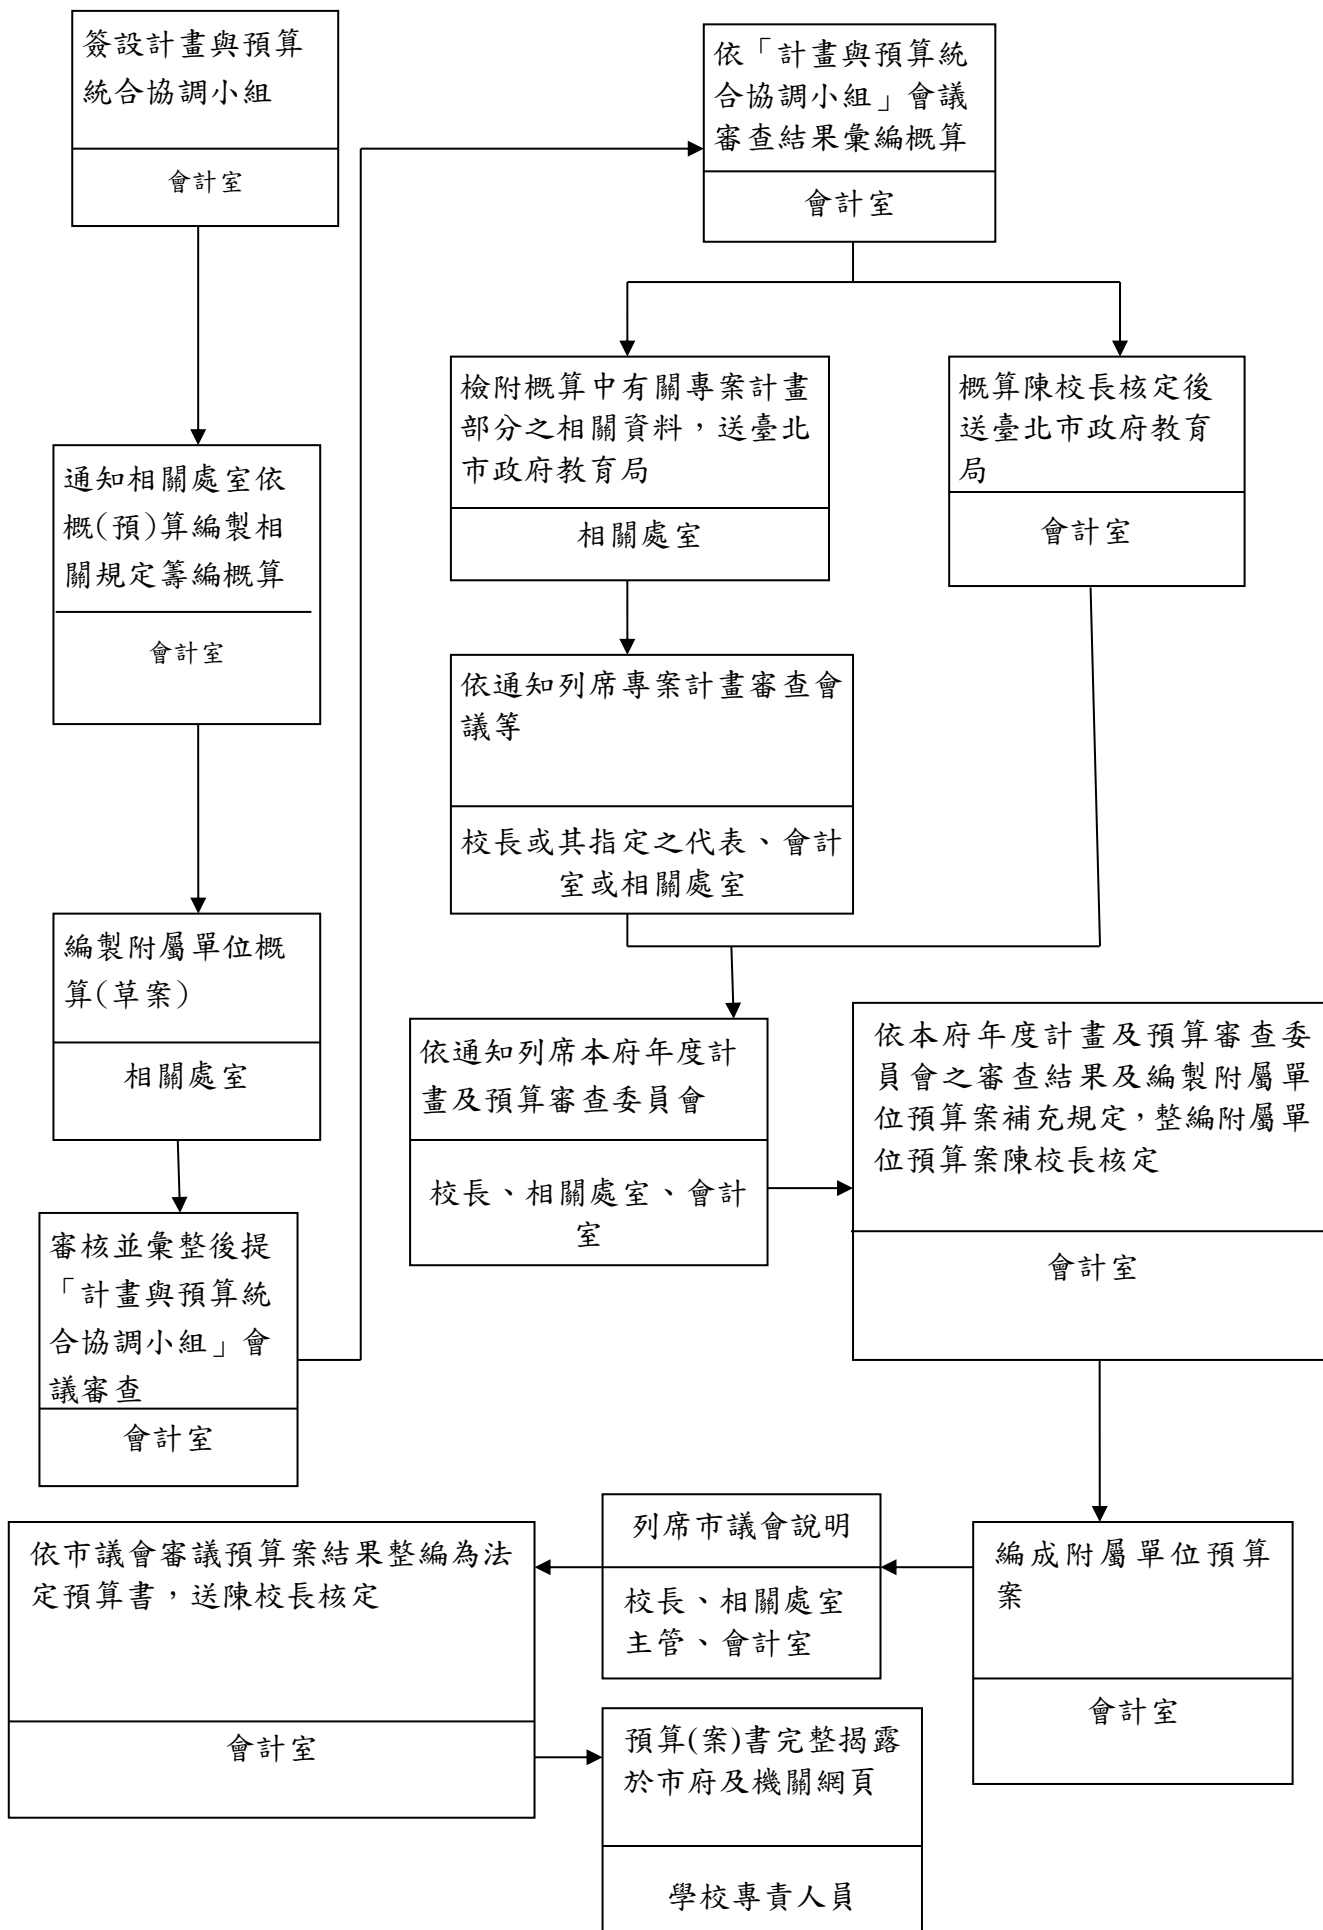 簽設計畫與預算
統合協調小組
會計室
通知相關處室依
概(預)算編製相
關規定籌編概算
會計室
編製附屬單位概
算(草案)
相關處室
審核並彙整後提
「計畫與預算統
合協調小組」會
議審查
會計室
依「計畫與預算統
合協調小組」會議
審查結果彙編概算
會計室
檢附概算中有關專案計畫
部分之相關資料，送臺北
市政府教育局
相關處室
概算陳校長核定後
送臺北市政府教育
局
會計室
依通知列席專案計畫審查會
議等
校長或其指定之代表、會計
室或相關處室
依通知列席本府年度計
畫及預算審查委員會
校長、相關處室、會計
室
依本府年度計畫及預算審查委
員會之審查結果及編製附屬單
位預算案補充規定，整編附屬單
位預算案陳校長核定
會計室
編成附屬單位預算
案
會計室
列席市議會說明
校長、相關處室
主管、會計室
依市議會審議預算案結果整編為法
定預算書，送陳校長核定
會計室
預算(案)書完整揭露
於市府及機關網頁
學校專責人員